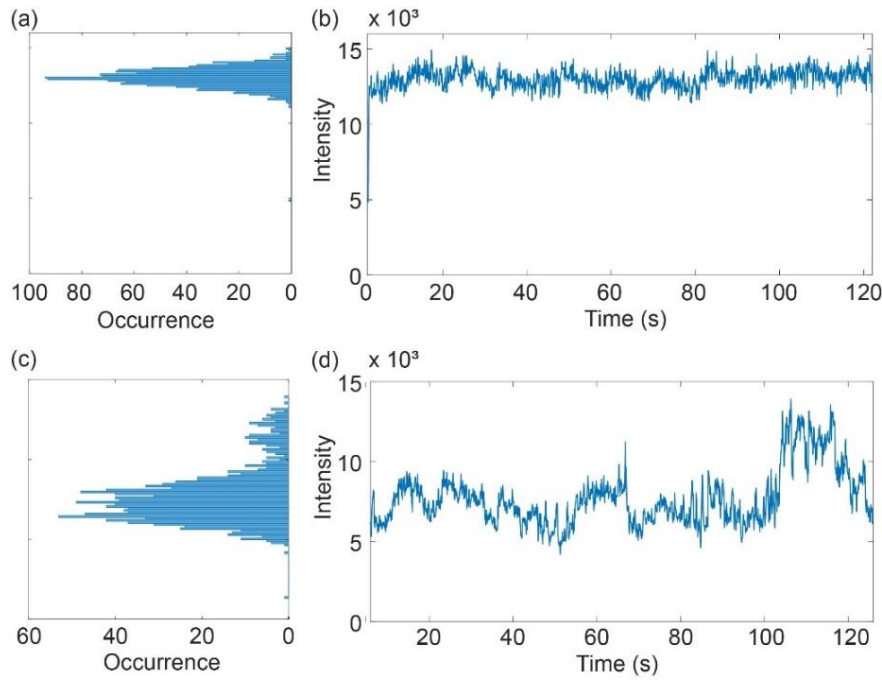 (a)
100 80 60 40 20 0
Occurrence
(b) x 10³
15
10
5
0
Intensity
0 20 40 60 80 100 120
Time (s)
(c)
60 40 20 0
Occurrence
(d) x 10³
15
10
5
0
Intensity
20 40 60 80 100 120
Time (s)